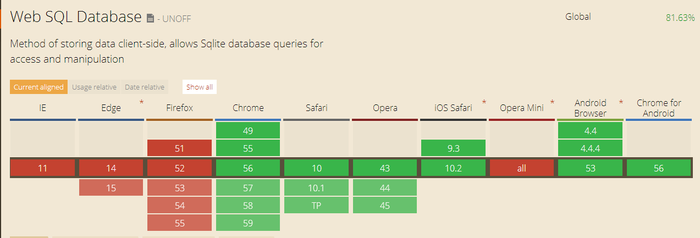 Web SQL Database - UNOFF Global 81.63%
Method of storing data client-side, allows Sqlite database queries for
access and manipulation
Current aligned Usage relative Date relative Show all
IE Edge * Firefox Chrome Safari Opera iOS Safari * Opera Mini * Android Browser * Chrome for Android
49 4.4
51 55 9.3 4.4.4
11 14 52 56 10 43 10.2 all 53 56
15 53 57 10.1 44
54 58 TP 45
55 59